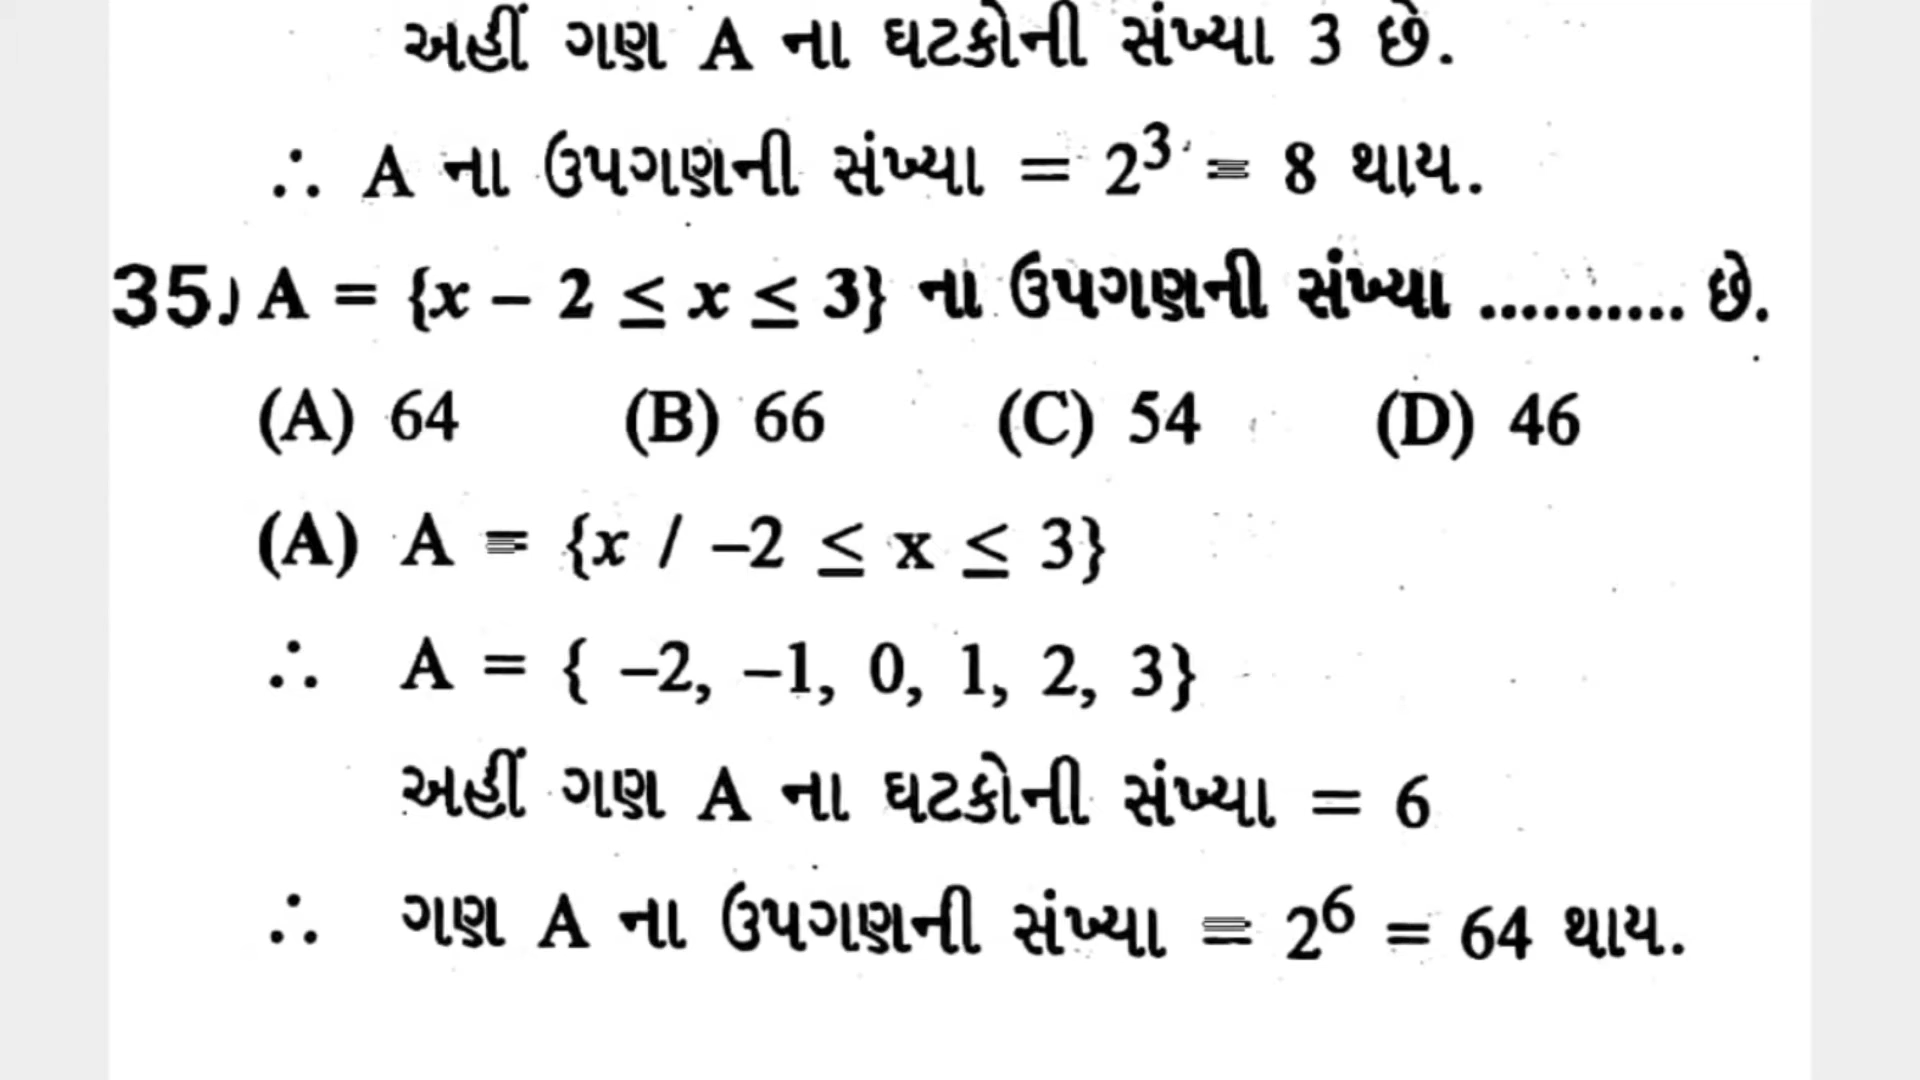 અહીં ગણ A ના ઘટકોની સંખ્યા 3 છે.
∴ A ના ઉપગણની સંખ્યા = 2³ = 8 થાય.
35. A = {x – 2 ≤ x ≤ 3} ના ઉપગણની સંખ્યા .......... છે.
(A) 64 (B) 66 (C) 54 (D) 46
(A) A = {x / –2 ≤ x ≤ 3}
∴ A = { –2, –1, 0, 1, 2, 3}
અહીં ગણ A ના ઘટકોની સંખ્યા = 6
∴ ગણ A ના ઉપગણની સંખ્યા = 2⁶ = 64 થાય.